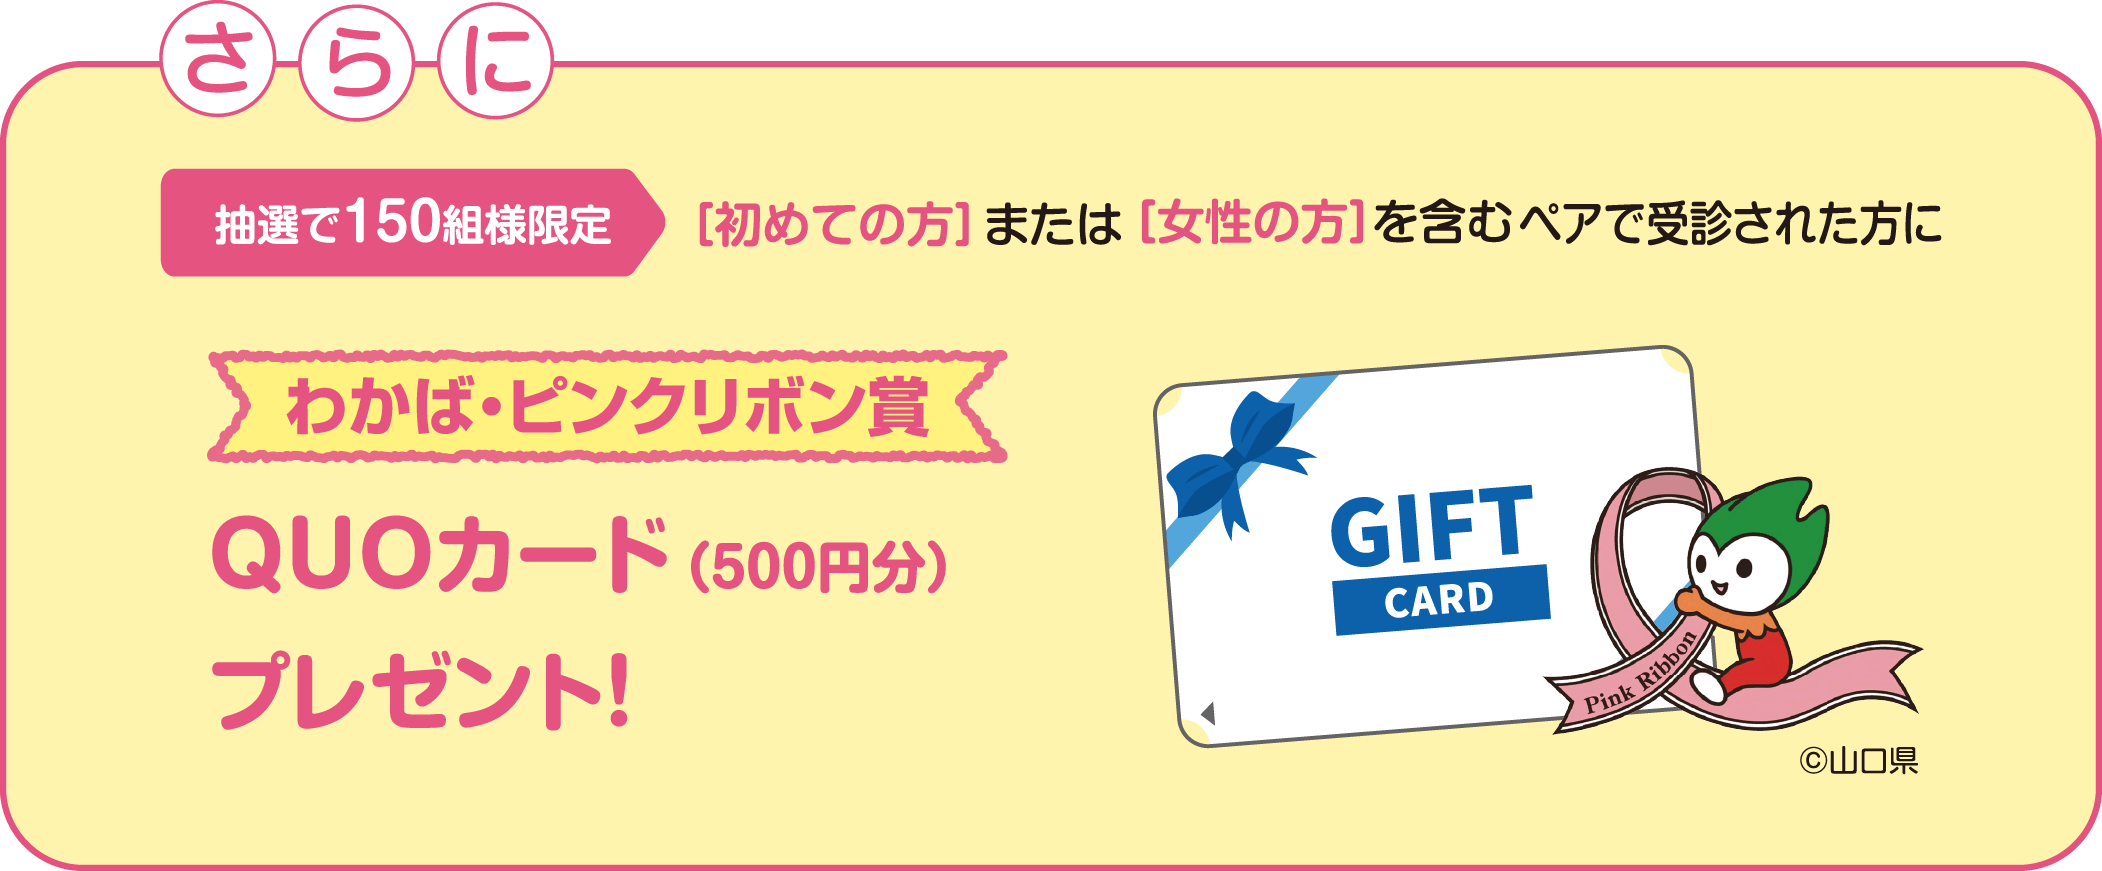 さらに
抽選で150組様限定
[初めての方]または[女性の方]を含むペアで受診された方に
わかば・ピンクリボン賞
QUOカード(500円分)
プレゼント!
GIFT
CARD
Pink Ribbon
©山口県